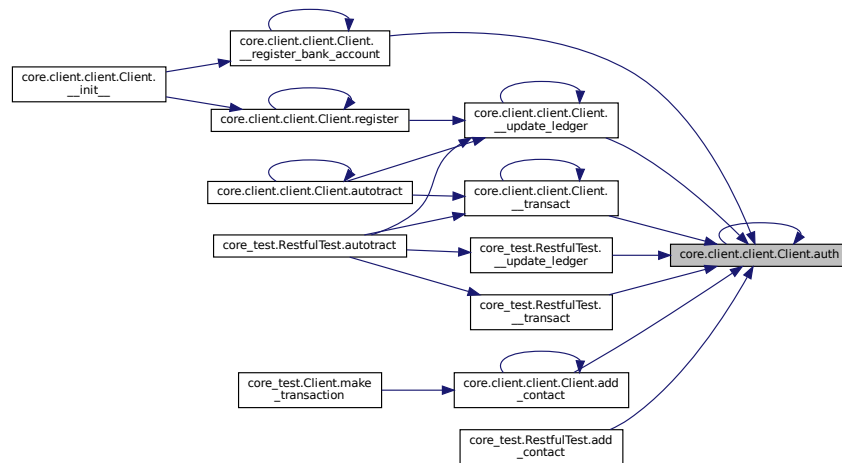 core.client.client.Client.
__register_bank_account
core.client.client.Client.
__init__
core.client.client.Client.register
core.client.client.Client.
__update_ledger
core.client.client.Client.autotract
core.client.client.Client.
__transact
core_test.RestfulTest.autotract
core_test.RestfulTest.
__update_ledger
core.client.client.Client.auth
core_test.RestfulTest.
__transact
core_test.Client.make
_transaction
core.client.client.Client.add
_contact
core_test.RestfulTest.add
_contact